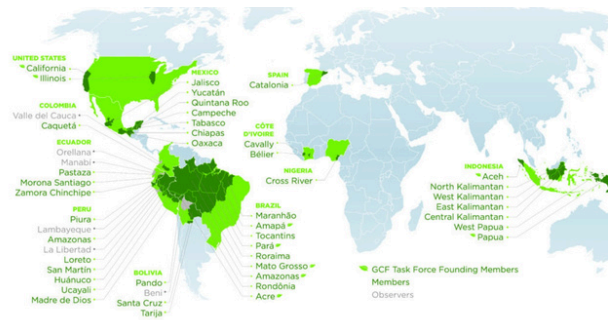 UNITED STATES
California
Illinois
MEXICO
Jalisco
Yucatán
Quintana Roo
Campeche
Tabasco
Chiapas
Oaxaca
COLOMBIA
Valle del Cauca
Caquetá
ECUADOR
Orellana
Manabi
Pastaza
Morona Santiago
Zamora Chinchipe
PERU
Piura
Lambayeque
Amazonas
La Libertad
Loreto
San Martín
Huánuco
Ucayali
Madre de Dios
BOLIVIA
Pando
Beni
Santa Cruz
Tarija
BRAZIL
Maranhão
Amapá
Tocantins
Pará
Roraima
Mato Grosso
Amazonas
Rondônia
Acre
SPAIN
Catalonia
CÔTE
D'IVOIRE
Cavally
Bélier
NIGERIA
Cross River
INDONESIA
Aceh
North Kalimantan
West Kalimantan
East Kalimantan
Central Kalimantan
West Papua
Papua
GCF Task Force Founding Members
Members
Observers